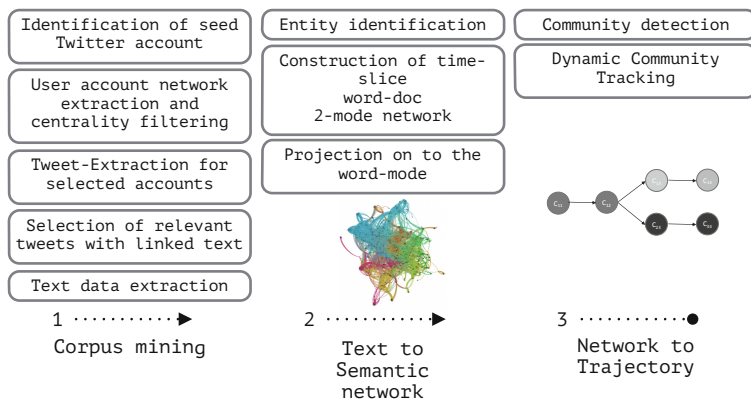 Identification of seed
Twitter account
User account network
extraction and
centrality filtering
Tweet-Extraction for
selected accounts
Selection of relevant
tweets with linked text
Text data extraction
1
Corpus mining
Entity identification
Construction of time-
slice
word-doc
2-mode network
Projection on to the
word-mode
2
Text to
Semantic
network
Community detection
Dynamic Community
Tracking
3
Network to
Trajectory